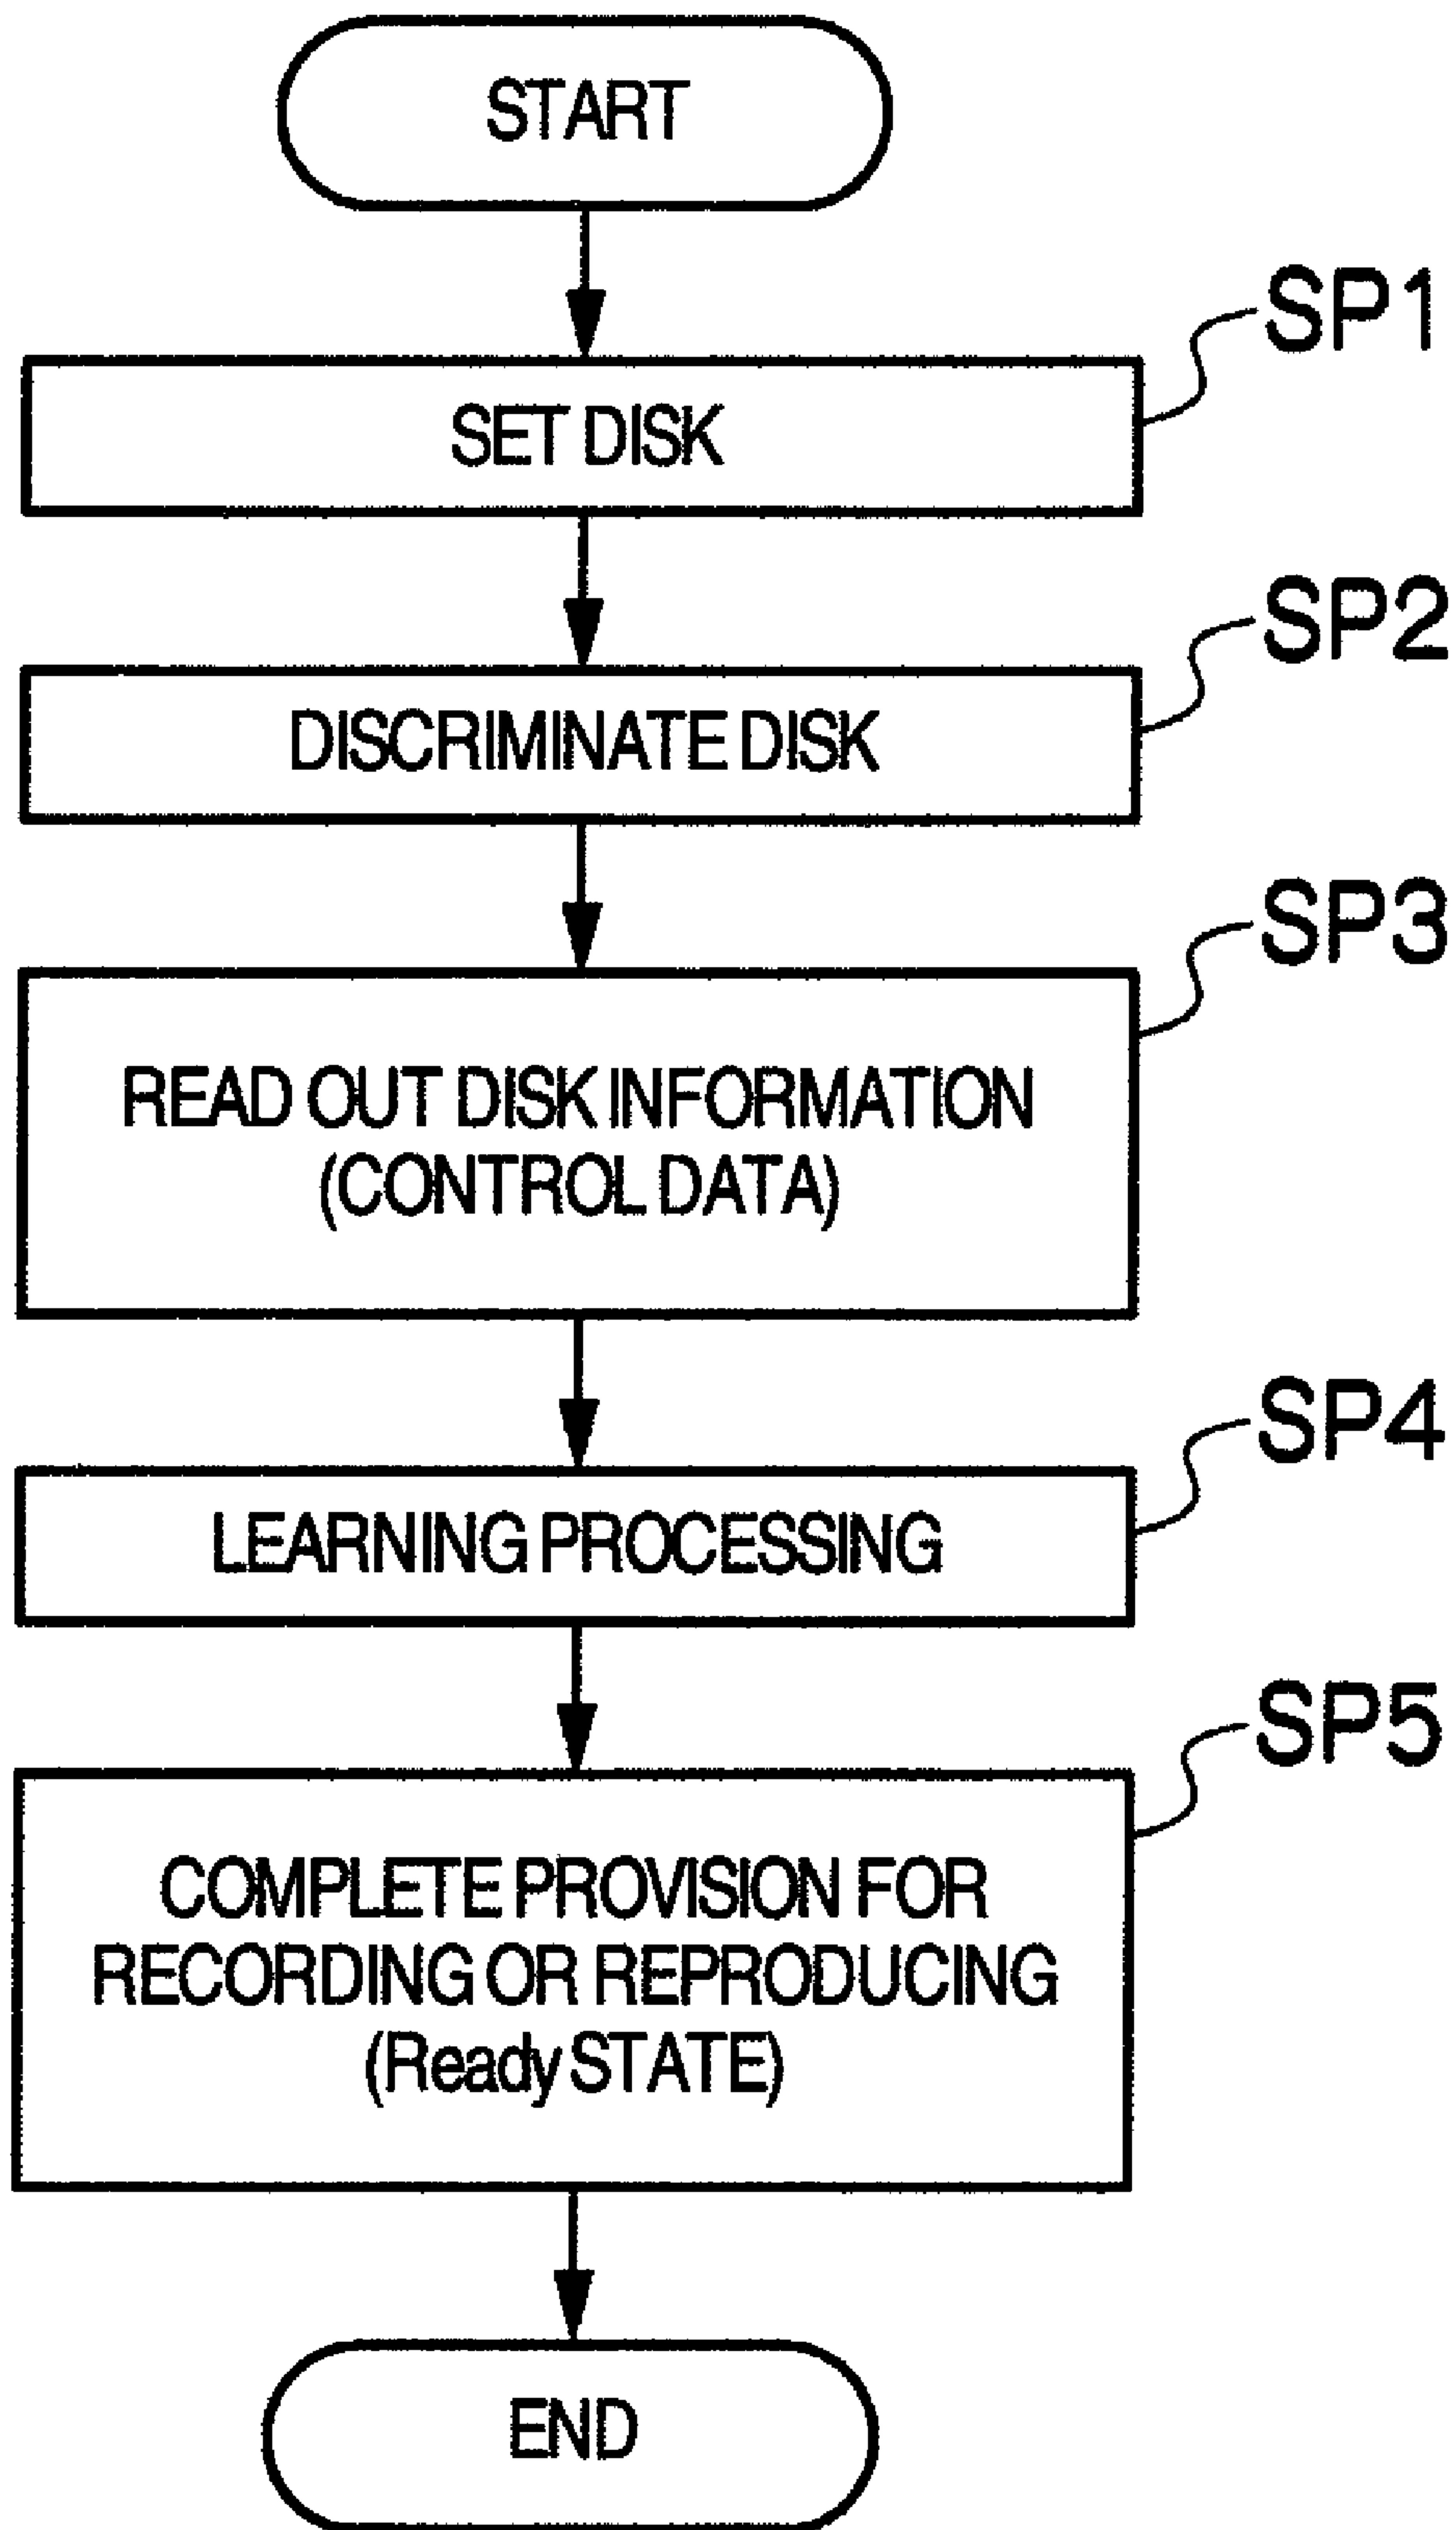 START
SP1
SET DISK
SP2
DISCRIMINATE DISK
SP3
READ OUT DISK INFORMATION
(CONTROL DATA)
SP4
LEARNING PROCESSING
SP5
COMPLETE PROVISION FOR
RECORDING OR REPRODUCING
(Ready STATE)
END